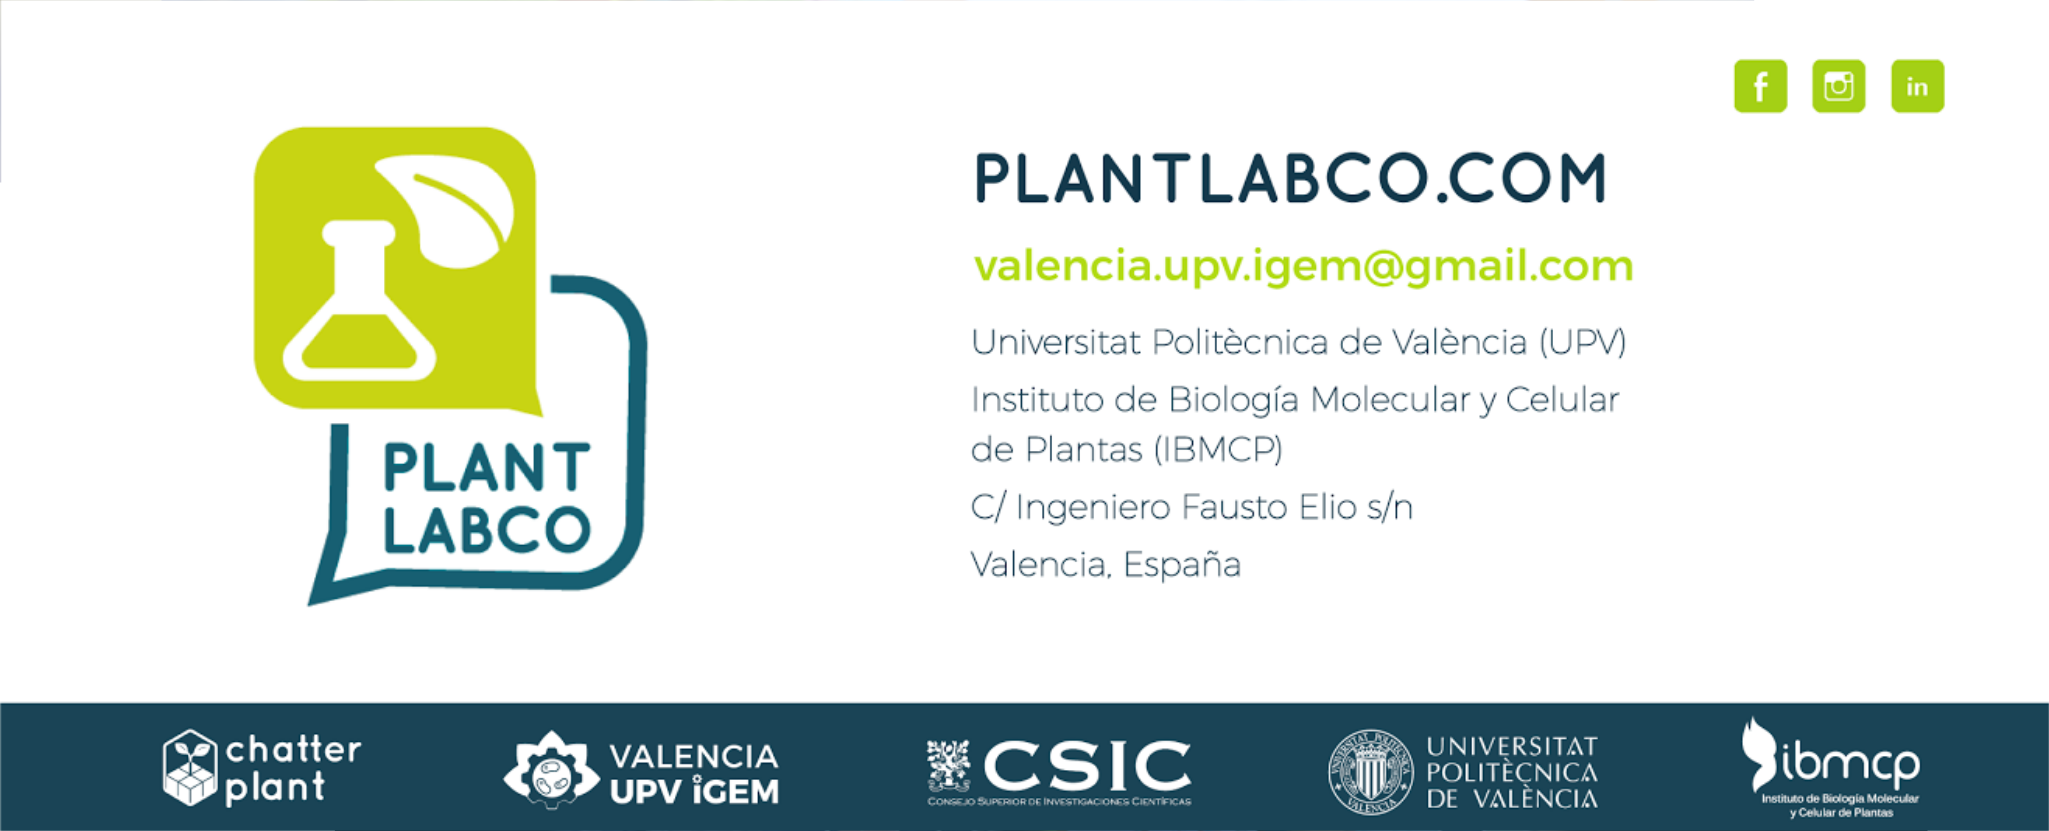 f
in
PLANTLABCO.COM
valencia.upv.igem@gmail.com
Universitat Politècnica de València (UPV)
Instituto de Biología Molecular y Celular
de Plantas (IBMCP)
C/ Ingeniero Fausto Elio s/n
Valencia, España
PLANT
LABCO
chatter
plant
VALENCIA
UPV iGEM
CSIC
CONSEJO SUPERIOR DE INVESTIGACIONES CIENTÍFICAS
UNIVERSITAT
POLITÈCNICA
DE VALÈNCIA
ibmcp
Instituto de Biología Molecular
y Celular de Plantas